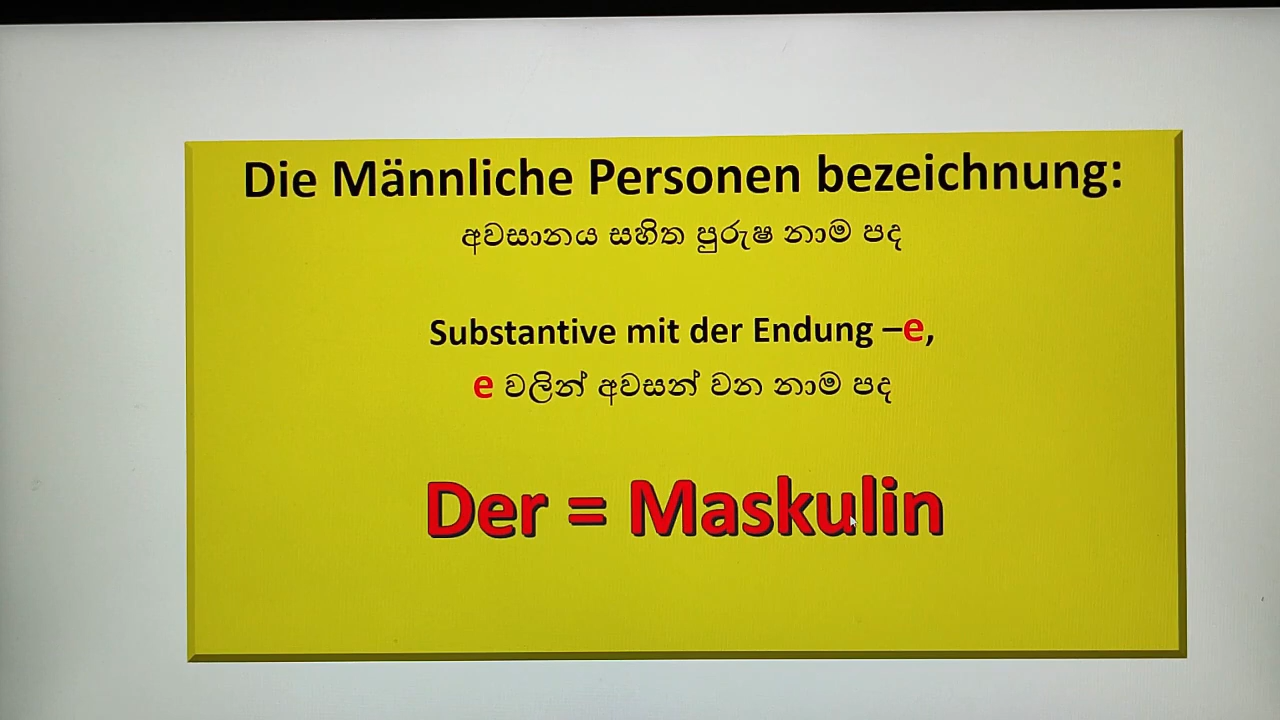 Die Männliche Personen bezeichnung:
අවසානය සහිත පුරුෂ නාම පද
Substantive mit der Endung –e,
e වලින් අවසන් වන නාම පද
Der = Maskulin